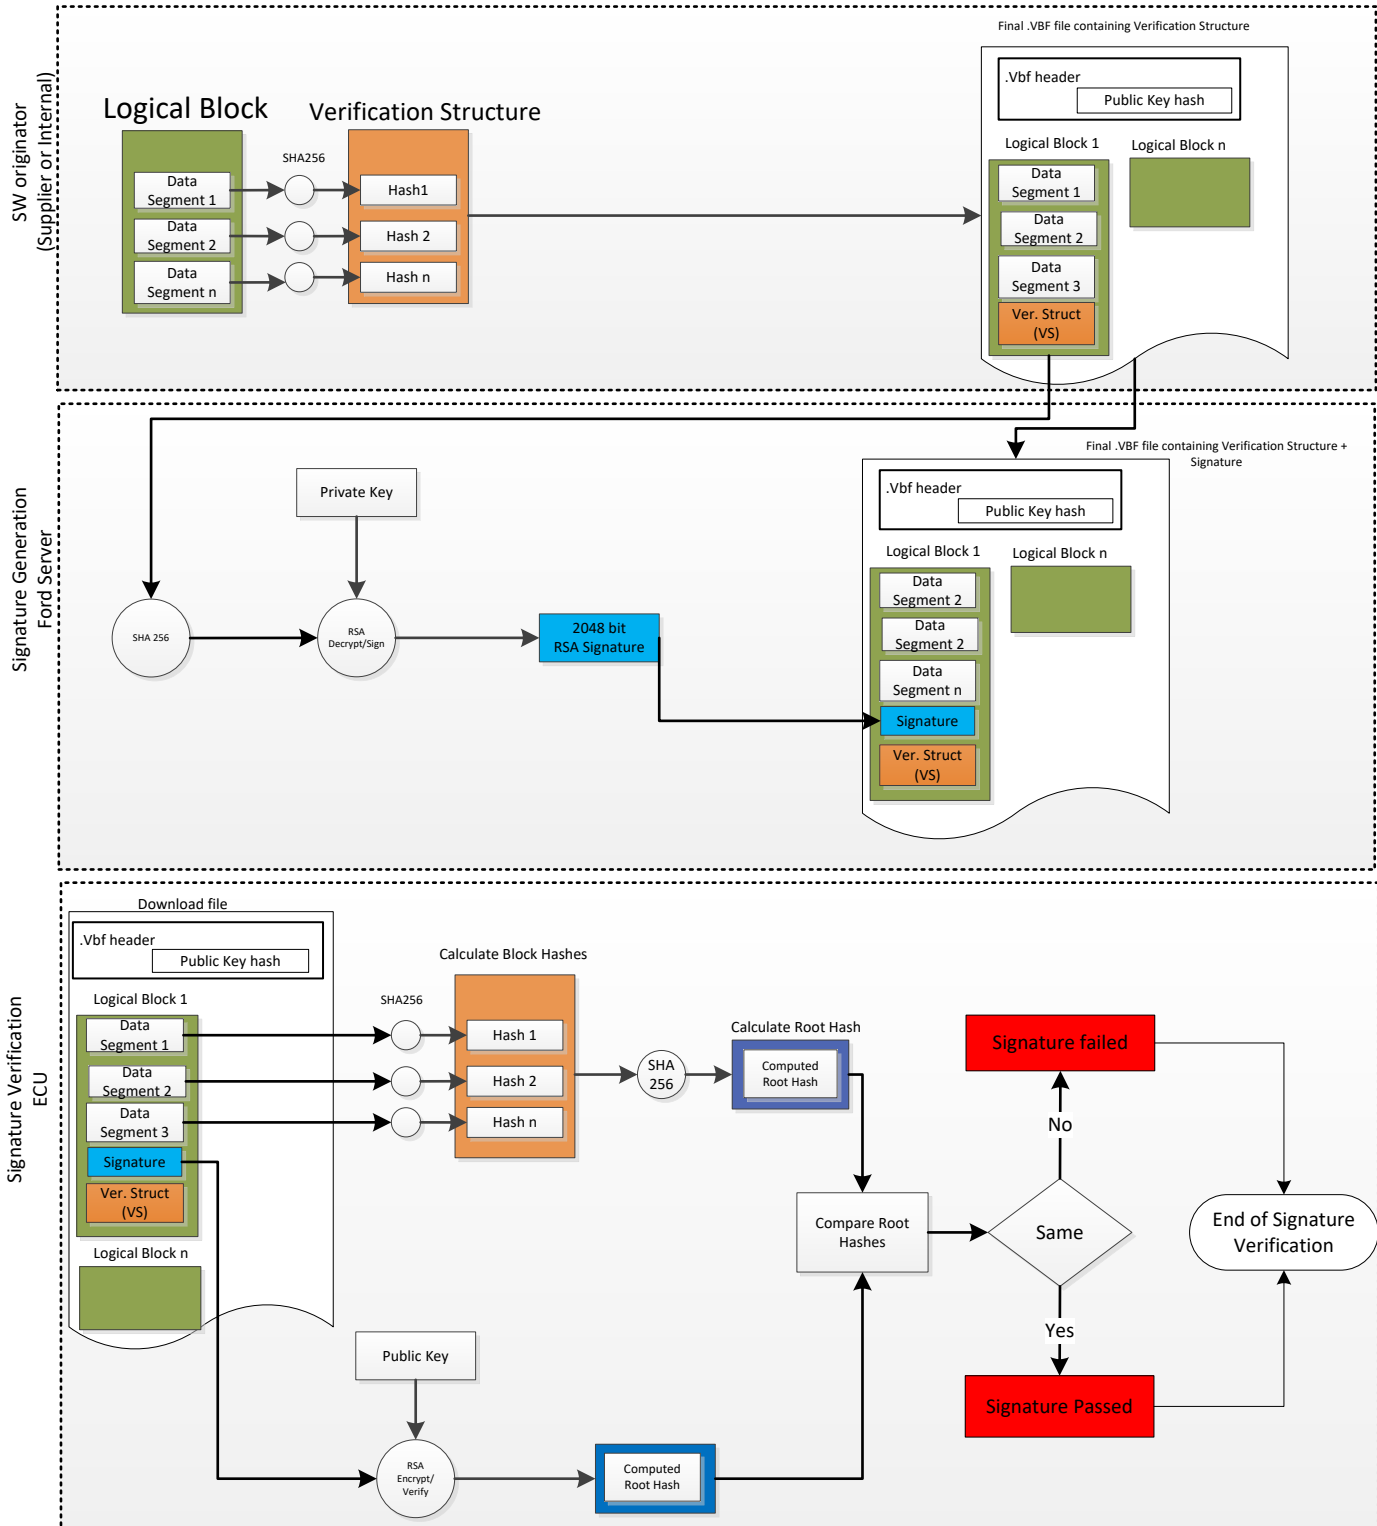 SW originator
(Supplier or Internal)
Final .VBF file containing Verification Structure
.Vbf header
Public Key hash
Logical Block
Verification Structure
SHA256
Data
Segment 1
Hash1
Data
Segment 2
Hash 2
Data
Segment n
Hash n
Logical Block 1
Logical Block n
Data
Segment 1
Data
Segment 2
Data
Segment 3
Ver. Struct
(VS)
Signature Generation
Ford Server
Final .VBF file containing Verification Structure +
Signature
Private Key
SHA 256
RSA
Decrypt/Sign
2048 bit
RSA Signature
.Vbf header
Public Key hash
Logical Block 1
Logical Block n
Data
Segment 2
Data
Segment 2
Data
Segment n
Signature
Ver. Struct
(VS)
Signature Verification
ECU
Download file
.Vbf header
Public Key hash
Logical Block 1
Data
Segment 1
Data
Segment 2
Data
Segment 3
Signature
Ver. Struct
(VS)
Logical Block n
SHA256
Calculate Block Hashes
Hash 1
Hash 2
Hash n
SHA
256
Calculate Root Hash
Computed
Root Hash
Signature failed
No
Compare Root
Hashes
Same
End of Signature
Verification
Yes
Signature Passed
Public Key
RSA
Encrypt/
Verify
Computed
Root Hash